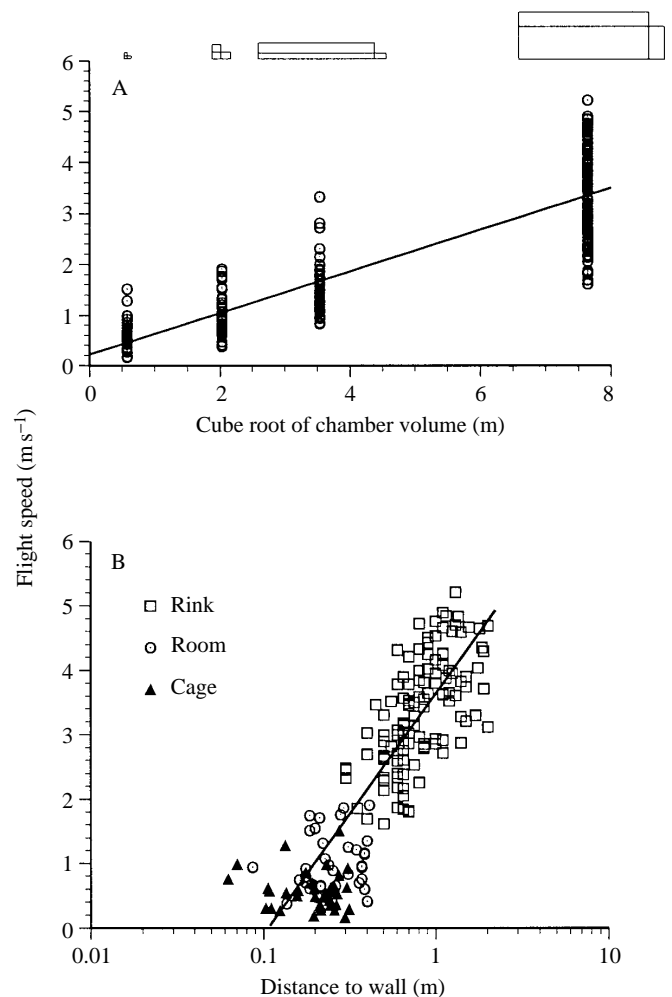 6
5
4
3
2
1
0
A
0 2 4 6 8
Cube root of chamber volume (m)
Flight speed (m s⁻¹)
6
5
4
3
2
1
0
B
Rink
Room
Cage
0.01 0.1 1 10
Distance to wall (m)